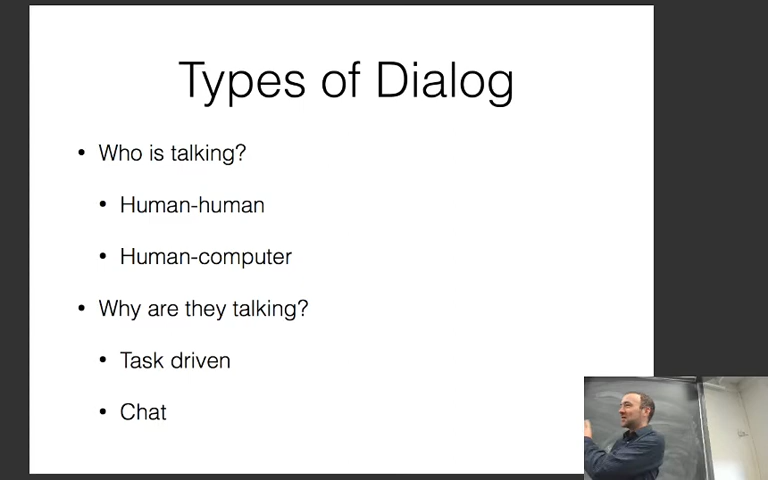 Types of Dialog
• Who is talking?
• Human-human
• Human-computer
• Why are they talking?
• Task driven
• Chat